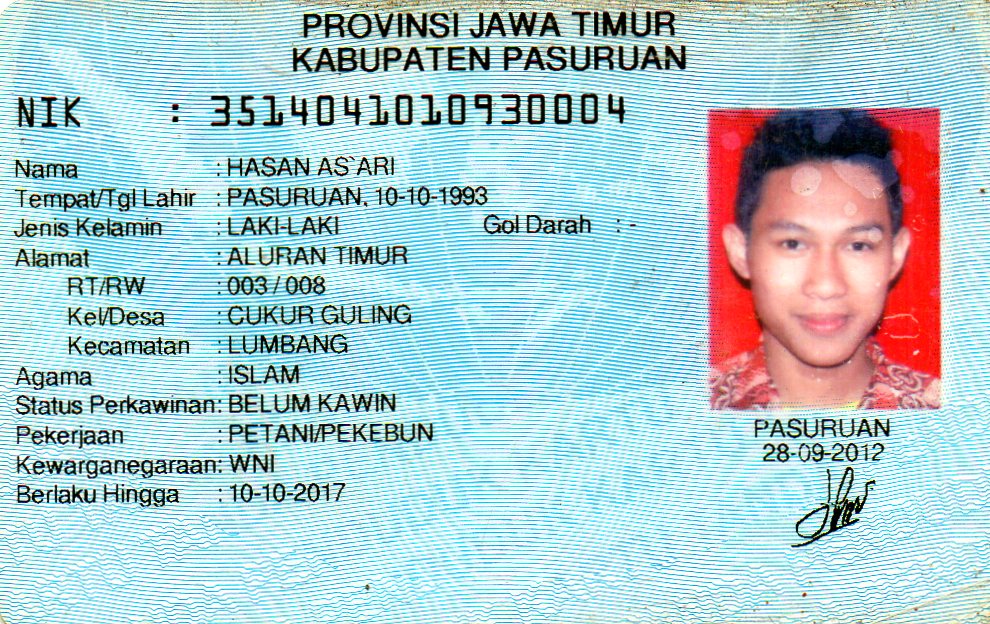 PROVINSI JAWA TIMUR
KABUPATEN PASURUAN
NIK : 3514041010930004
Nama : HASAN AS`ARI
Tempat/Tgl Lahir : PASURUAN, 10-10-1993
Jenis Kelamin : LAKI-LAKI Gol Darah : -
Alamat : ALURAN TIMUR
RT/RW : 003 / 008
Kel/Desa : CUKUR GULING
Kecamatan : LUMBANG
Agama : ISLAM
Status Perkawinan: BELUM KAWIN
Pekerjaan : PETANI/PEKEBUN
Kewarganegaraan: WNI
Berlaku Hingga : 10-10-2017
PASURUAN
28-09-2012